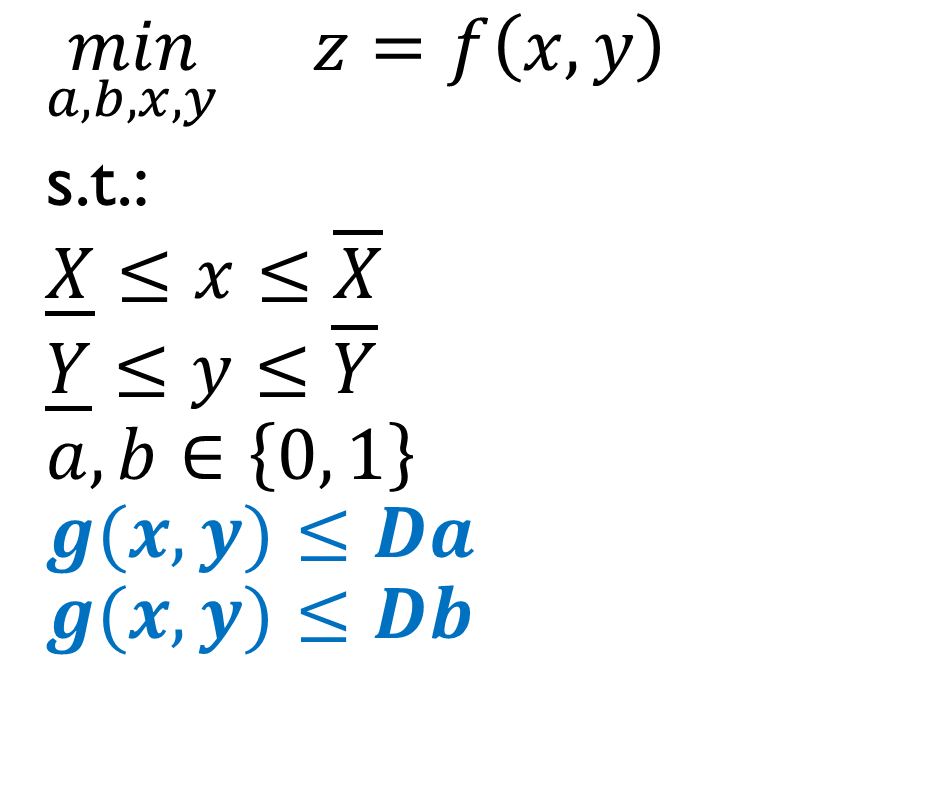 min z = f(x, y)
a,b,x,y
s.t.:
X̲ ≤ x ≤ X̅
Y̲ ≤ y ≤ Y̅
a, b ∈ {0, 1}
g(x, y) ≤ Da
g(x, y) ≤ Db